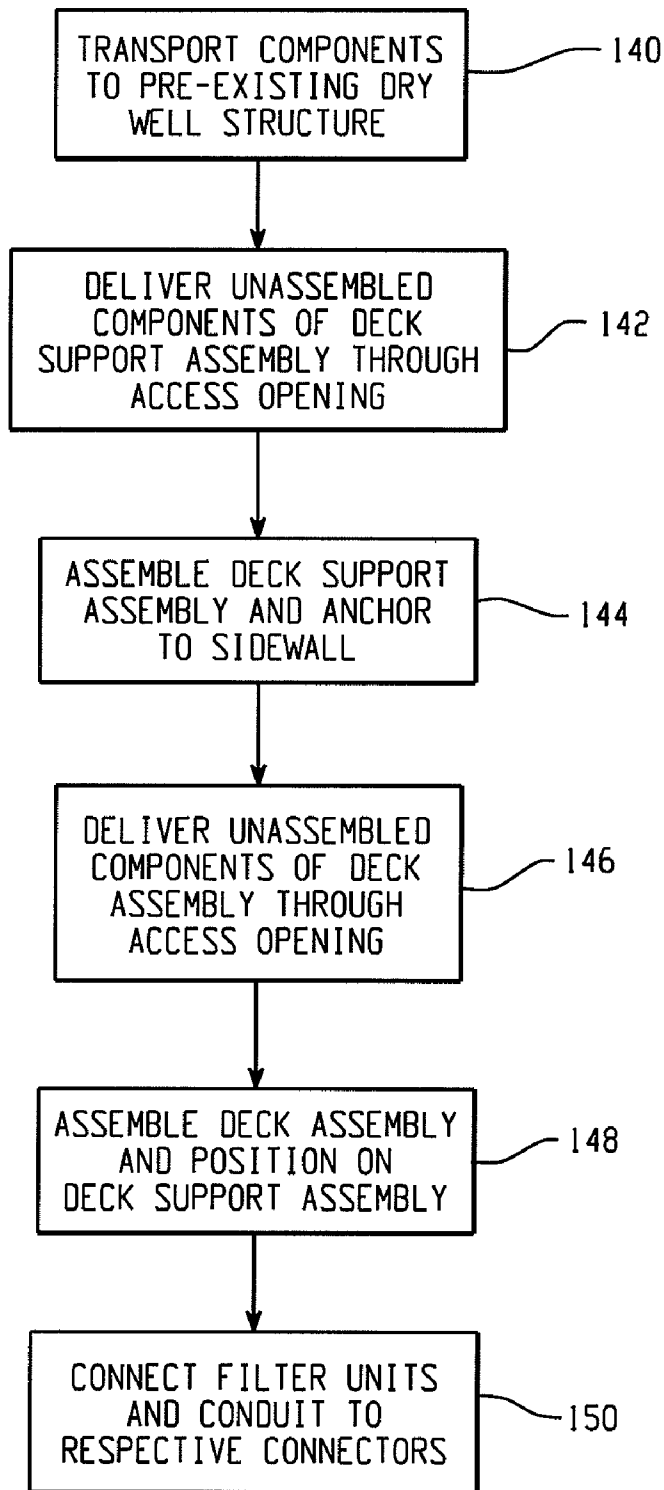 TRANSPORT COMPONENTS
TO PRE-EXISTING DRY
WELL STRUCTURE
140
DELIVER UNASSEMBLED
COMPONENTS OF DECK
SUPPORT ASSEMBLY THROUGH
ACCESS OPENING
142
ASSEMBLE DECK SUPPORT
ASSEMBLY AND ANCHOR
TO SIDEWALL
144
DELIVER UNASSEMBLED
COMPONENTS OF DECK
ASSEMBLY THROUGH
ACCESS OPENING
146
ASSEMBLE DECK ASSEMBLY
AND POSITION ON
DECK SUPPORT ASSEMBLY
148
CONNECT FILTER UNITS
AND CONDUIT TO
RESPECTIVE CONNECTORS
150